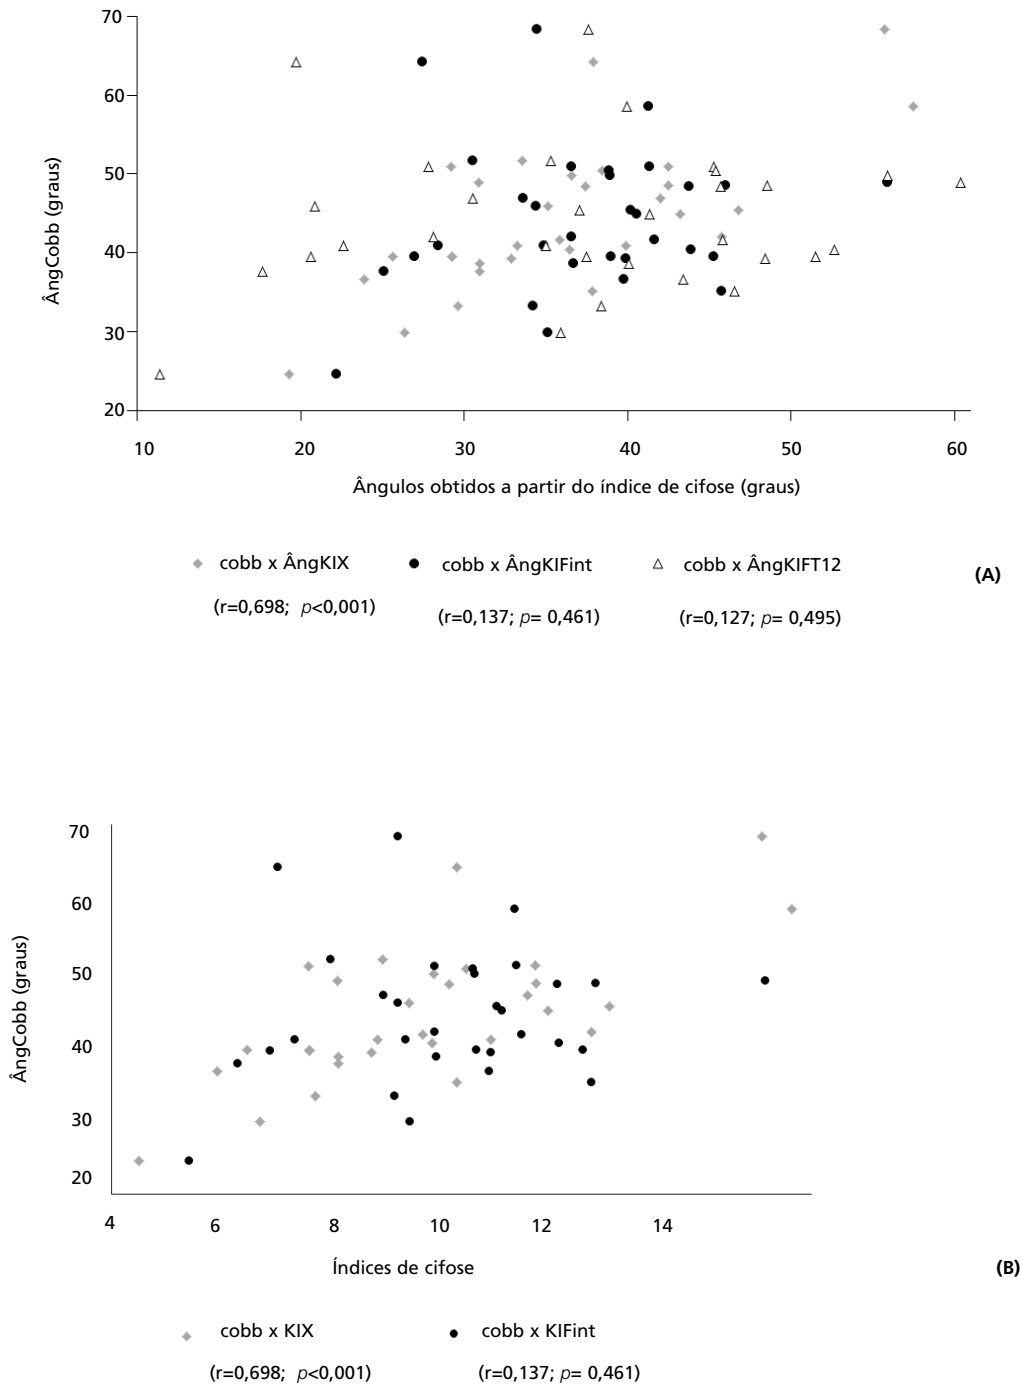 70
60
50
40
30
20
ÂngCobb (graus)
10 20 30 40 50 60
Ângulos obtidos a partir do índice de cifose (graus)
cobb x ÂngKIX cobb x ÂngKIFint cobb x ÂngKIFT12
(A)
(r=0,698; p<0,001) (r=0,137; p= 0,461) (r=0,127; p= 0,495)
70
60
50
40
30
20
ÂngCobb (graus)
4 6 8 10 12 14
Índices de cifose
(B)
cobb x KIX cobb x KIFint
(r=0,698; p<0,001) (r=0,137; p= 0,461)